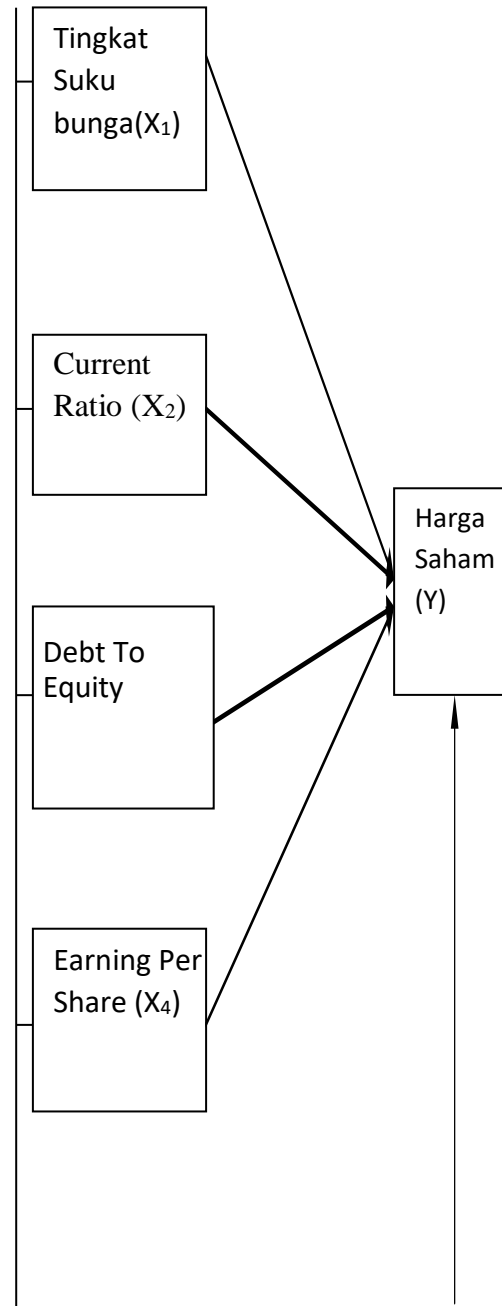 Tingkat
Suku
bunga(X₁)
Current
Ratio (X₂)
Harga
Saham
(Y)
Debt To
Equity
Earning Per
Share (X₄)